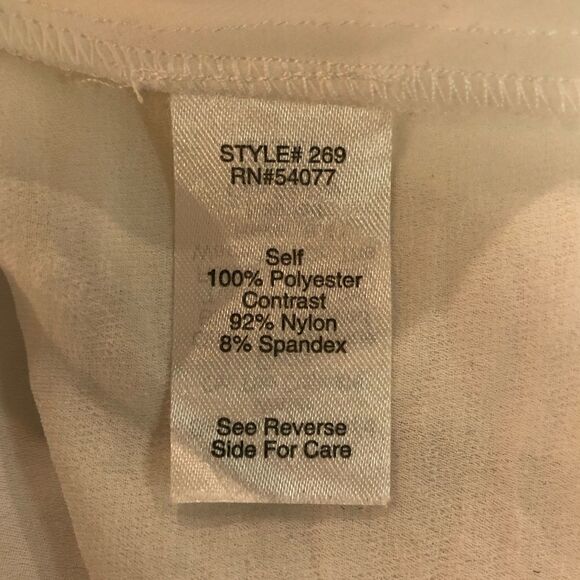 STYLE# 269
RN#54077
Self
100% Polyester
Contrast
92% Nylon
8% Spandex
See Reverse
Side For Care